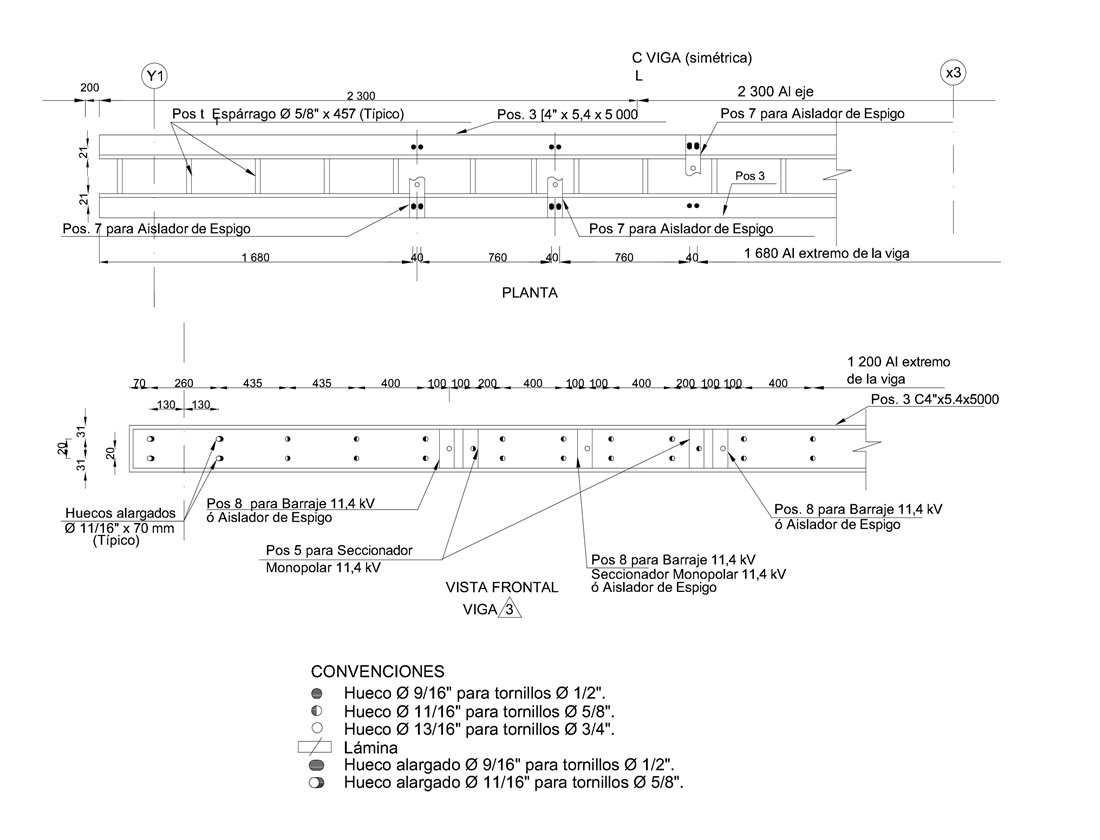 C VIGA (simétrica)
L
Y1
x3
200
2 300
2 300 Al eje
Pos t Espárrago Ø 5/8" x 457 (Típico)
Pos. 3 [4" x 5,4 x 5 000
Pos 7 para Aislador de Espigo
21
21
Pos 3
Pos. 7 para Aislador de Espigo
Pos 7 para Aislador de Espigo
1 680
40
760
40
760
40
1 680 Al extremo de la viga
PLANTA
1 200 Al extremo
de la viga
70
260
435
435
400
100
100
200
400
100
100
400
200
100
100
400
130
130
Pos. 3 C4"x5.4x5000
31
20
31
20
Huecos alargados
Ø 11/16" x 70 mm
(Típico)
Pos 8 para Barraje 11,4 kV
ó Aislador de Espigo
Pos. 8 para Barraje 11,4 kV
ó Aislador de Espigo
Pos 5 para Seccionador
Monopolar 11,4 kV
Pos 8 para Barraje 11,4 kV
Seccionador Monopolar 11,4 kV
ó Aislador de Espigo
VISTA FRONTAL
VIGA 3
CONVENCIONES
Hueco Ø 9/16" para tornillos Ø 1/2".
Hueco Ø 11/16" para tornillos Ø 5/8".
Hueco Ø 13/16" para tornillos Ø 3/4".
Lámina
Hueco alargado Ø 9/16" para tornillos Ø 1/2".
Hueco alargado Ø 11/16" para tornillos Ø 5/8".